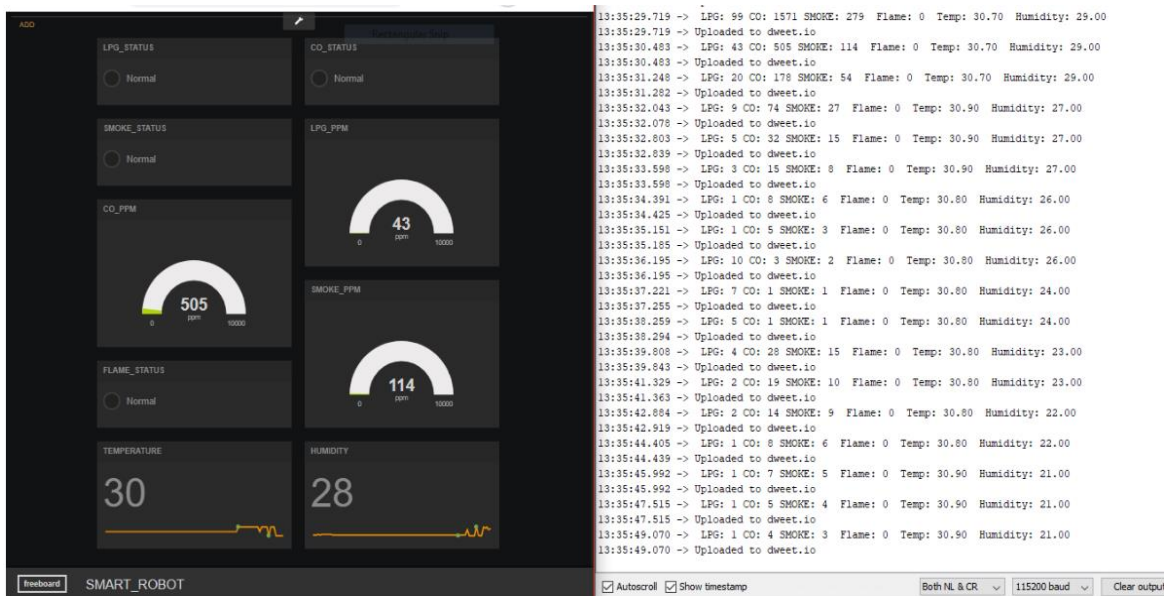 ADD
Rectangular Snip
LPG_STATUS
Normal
CO_STATUS
Normal
SMOKE_STATUS
Normal
LPG_PPM
43
ppm
0
10000
CO_PPM
505
ppm
0
10000
SMOKE_PPM
114
ppm
0
10000
FLAME_STATUS
Normal
TEMPERATURE
30
HUMIDITY
28
freeboard
SMART_ROBOT
13:35:29.719 -> LPG: 99 CO: 1571 SMOKE: 279 Flame: 0 Temp: 30.70 Humidity: 29.00
13:35:29.719 -> Uploaded to dweet.io
13:35:30.483 -> LPG: 43 CO: 505 SMOKE: 114 Flame: 0 Temp: 30.70 Humidity: 29.00
13:35:30.483 -> Uploaded to dweet.io
13:35:31.248 -> LPG: 20 CO: 178 SMOKE: 54 Flame: 0 Temp: 30.70 Humidity: 29.00
13:35:31.282 -> Uploaded to dweet.io
13:35:32.043 -> LPG: 9 CO: 74 SMOKE: 27 Flame: 0 Temp: 30.90 Humidity: 27.00
13:35:32.078 -> Uploaded to dweet.io
13:35:32.803 -> LPG: 5 CO: 32 SMOKE: 15 Flame: 0 Temp: 30.90 Humidity: 27.00
13:35:32.839 -> Uploaded to dweet.io
13:35:33.598 -> LPG: 3 CO: 15 SMOKE: 8 Flame: 0 Temp: 30.90 Humidity: 27.00
13:35:33.598 -> Uploaded to dweet.io
13:35:34.391 -> LPG: 1 CO: 8 SMOKE: 6 Flame: 0 Temp: 30.80 Humidity: 26.00
13:35:34.425 -> Uploaded to dweet.io
13:35:35.151 -> LPG: 1 CO: 5 SMOKE: 3 Flame: 0 Temp: 30.80 Humidity: 26.00
13:35:35.185 -> Uploaded to dweet.io
13:35:36.195 -> LPG: 10 CO: 3 SMOKE: 2 Flame: 0 Temp: 30.80 Humidity: 26.00
13:35:36.195 -> Uploaded to dweet.io
13:35:37.221 -> LPG: 7 CO: 1 SMOKE: 1 Flame: 0 Temp: 30.80 Humidity: 24.00
13:35:37.255 -> Uploaded to dweet.io
13:35:38.259 -> LPG: 5 CO: 1 SMOKE: 1 Flame: 0 Temp: 30.80 Humidity: 24.00
13:35:38.294 -> Uploaded to dweet.io
13:35:39.808 -> LPG: 4 CO: 28 SMOKE: 15 Flame: 0 Temp: 30.80 Humidity: 23.00
13:35:39.843 -> Uploaded to dweet.io
13:35:41.329 -> LPG: 2 CO: 19 SMOKE: 10 Flame: 0 Temp: 30.80 Humidity: 23.00
13:35:41.363 -> Uploaded to dweet.io
13:35:42.884 -> LPG: 2 CO: 14 SMOKE: 9 Flame: 0 Temp: 30.80 Humidity: 22.00
13:35:42.919 -> Uploaded to dweet.io
13:35:44.405 -> LPG: 1 CO: 8 SMOKE: 6 Flame: 0 Temp: 30.80 Humidity: 22.00
13:35:44.439 -> Uploaded to dweet.io
13:35:45.992 -> LPG: 1 CO: 7 SMOKE: 5 Flame: 0 Temp: 30.90 Humidity: 21.00
13:35:45.992 -> Uploaded to dweet.io
13:35:47.515 -> LPG: 1 CO: 5 SMOKE: 4 Flame: 0 Temp: 30.90 Humidity: 21.00
13:35:47.515 -> Uploaded to dweet.io
13:35:49.070 -> LPG: 1 CO: 4 SMOKE: 3 Flame: 0 Temp: 30.90 Humidity: 21.00
13:35:49.070 -> Uploaded to dweet.io
Autoscroll Show timestamp Both NL & CR 115200 baud Clear output